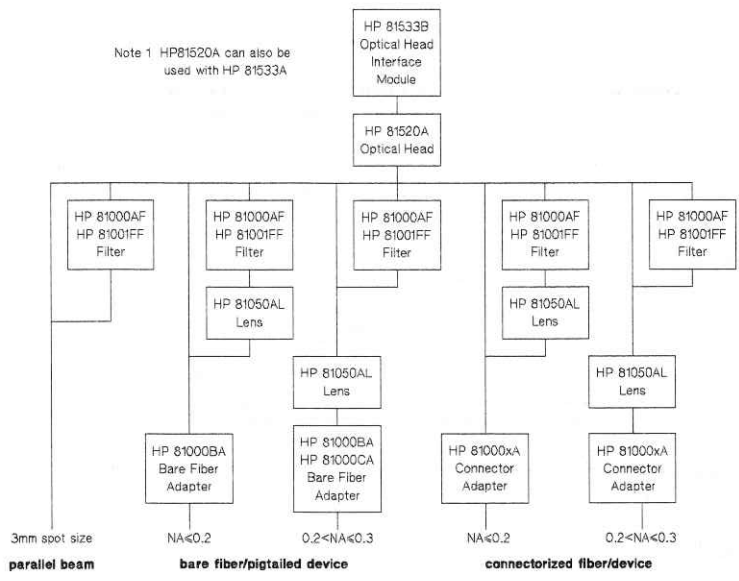 HP 81533B
Optical Head
Interface
Module
Note 1 HP81520A can also be
used with HP 81533A
HP 81520A
Optical Head
HP 81000AF
HP 81001FF
Filter
HP 81000AF
HP 81001FF
Filter
HP 81000AF
HP 81001FF
Filter
HP 81000AF
HP 81001FF
Filter
HP 81000AF
HP 81001FF
Filter
HP 81050AL
Lens
HP 81050AL
Lens
HP 81050AL
Lens
HP 81050AL
Lens
HP 81000BA
Bare Fiber
Adapter
HP 81000BA
HP 81000CA
Bare Fiber
Adapter
HP 81000xA
Connector
Adapter
HP 81000xA
Connector
Adapter
3mm spot size
NA⩽0.2
0.2<NA⩽0.3
NA⩽0.2
0.2<NA⩽0.3
parallel beam
bare fiber/pigtailed device
connectorized fiber/device